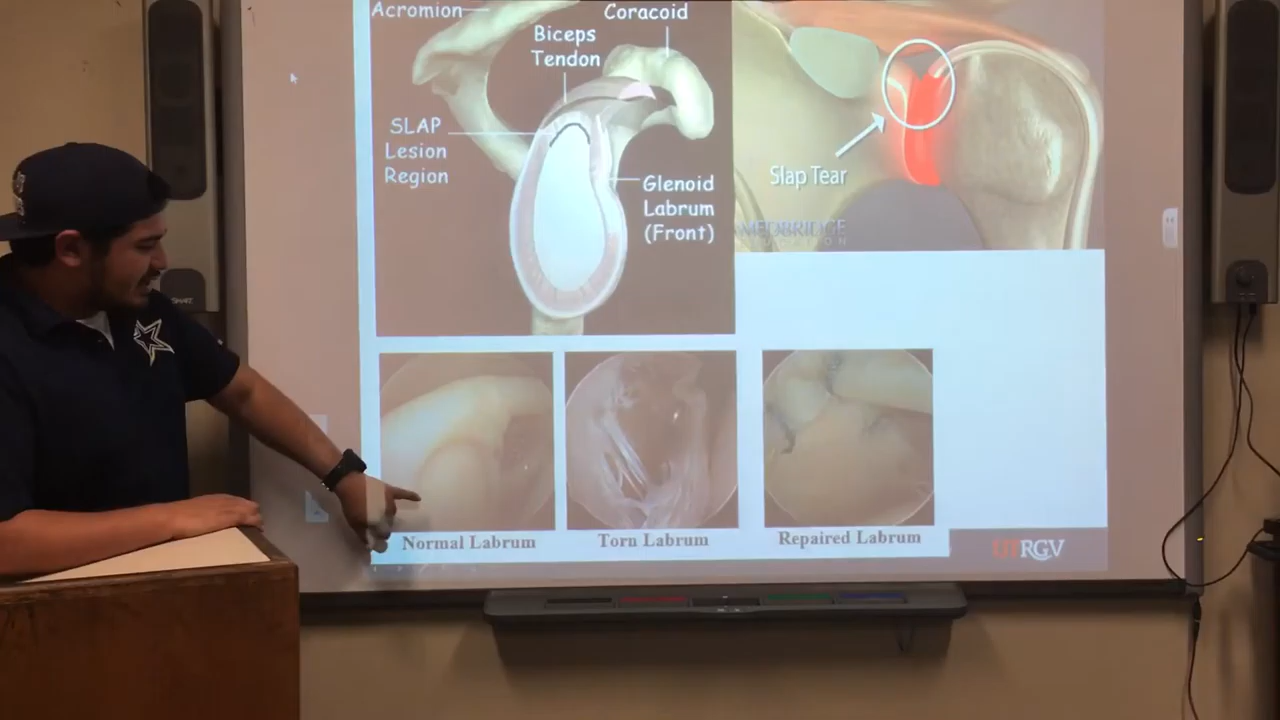 Acromion
Coracoid
Biceps
Tendon
SLAP
Lesion
Region
Glenoid
Labrum
(Front)
Slap Tear
MEDBRIDGE
Normal Labrum
Torn Labrum
Repaired Labrum
UTRGV